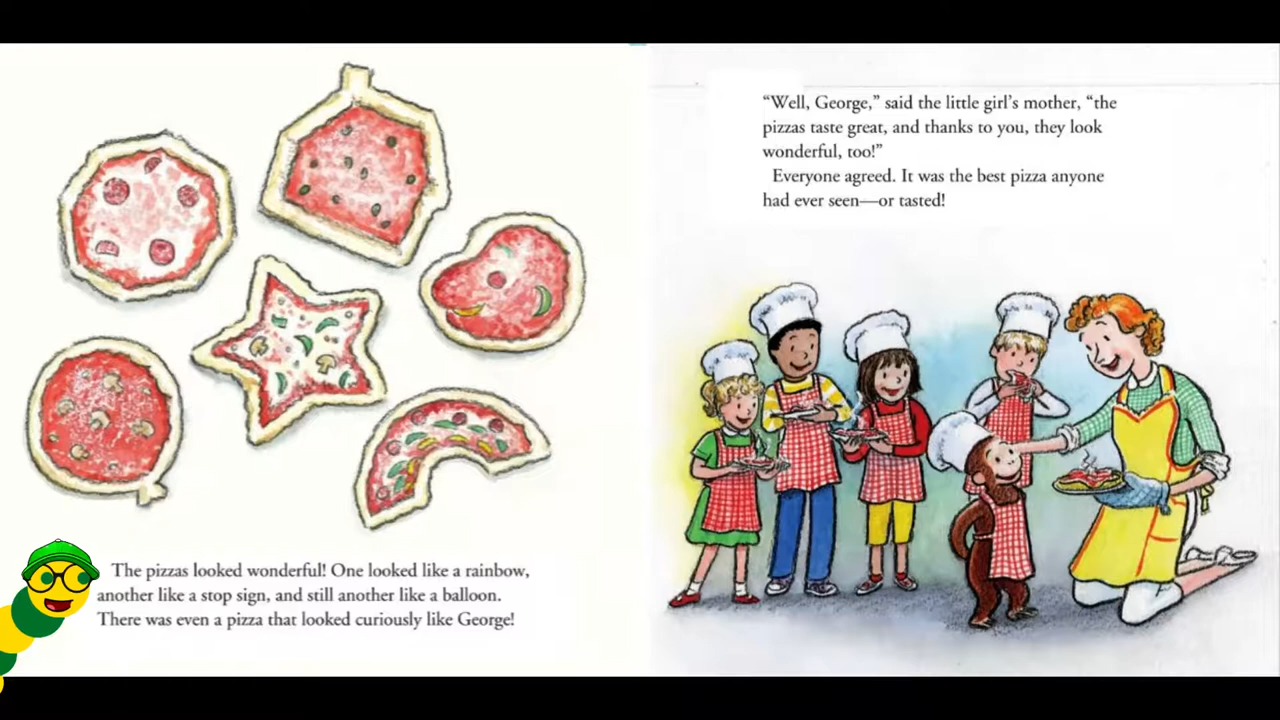 The pizzas looked wonderful! One looked like a rainbow,
another like a stop sign, and still another like a balloon.
There was even a pizza that looked curiously like George!
“Well, George,” said the little girl’s mother, “the
pizzas taste great, and thanks to you, they look
wonderful, too!”
Everyone agreed. It was the best pizza anyone
had ever seen—or tasted!